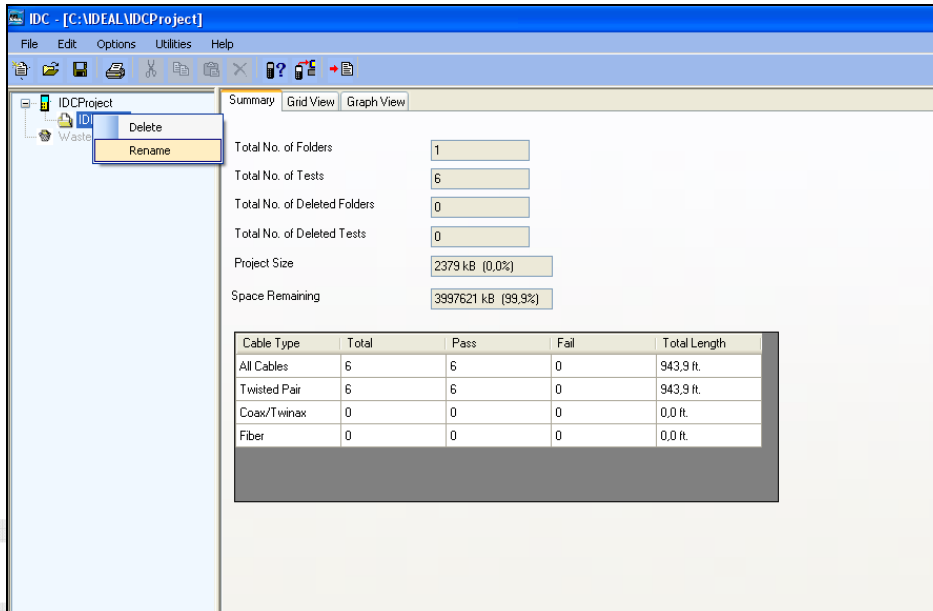 IDC - [C:\IDEAL\IDCProject]
File Edit Options Utilities Help
IDCProject
Delete
Rename
Summary Grid View Graph View
Total No. of Folders 1
Total No. of Tests 6
Total No. of Deleted Folders 0
Total No. of Deleted Tests 0
Project Size 2379 kB (0,0%)
Space Remaining 3997621 kB (99,9%)
Cable Type Total Pass Fail Total Length
All Cables 6 6 0 943,9 ft.
Twisted Pair 6 6 0 943,9 ft.
Coax/Twinax 0 0 0 0,0 ft.
Fiber 0 0 0 0,0 ft.